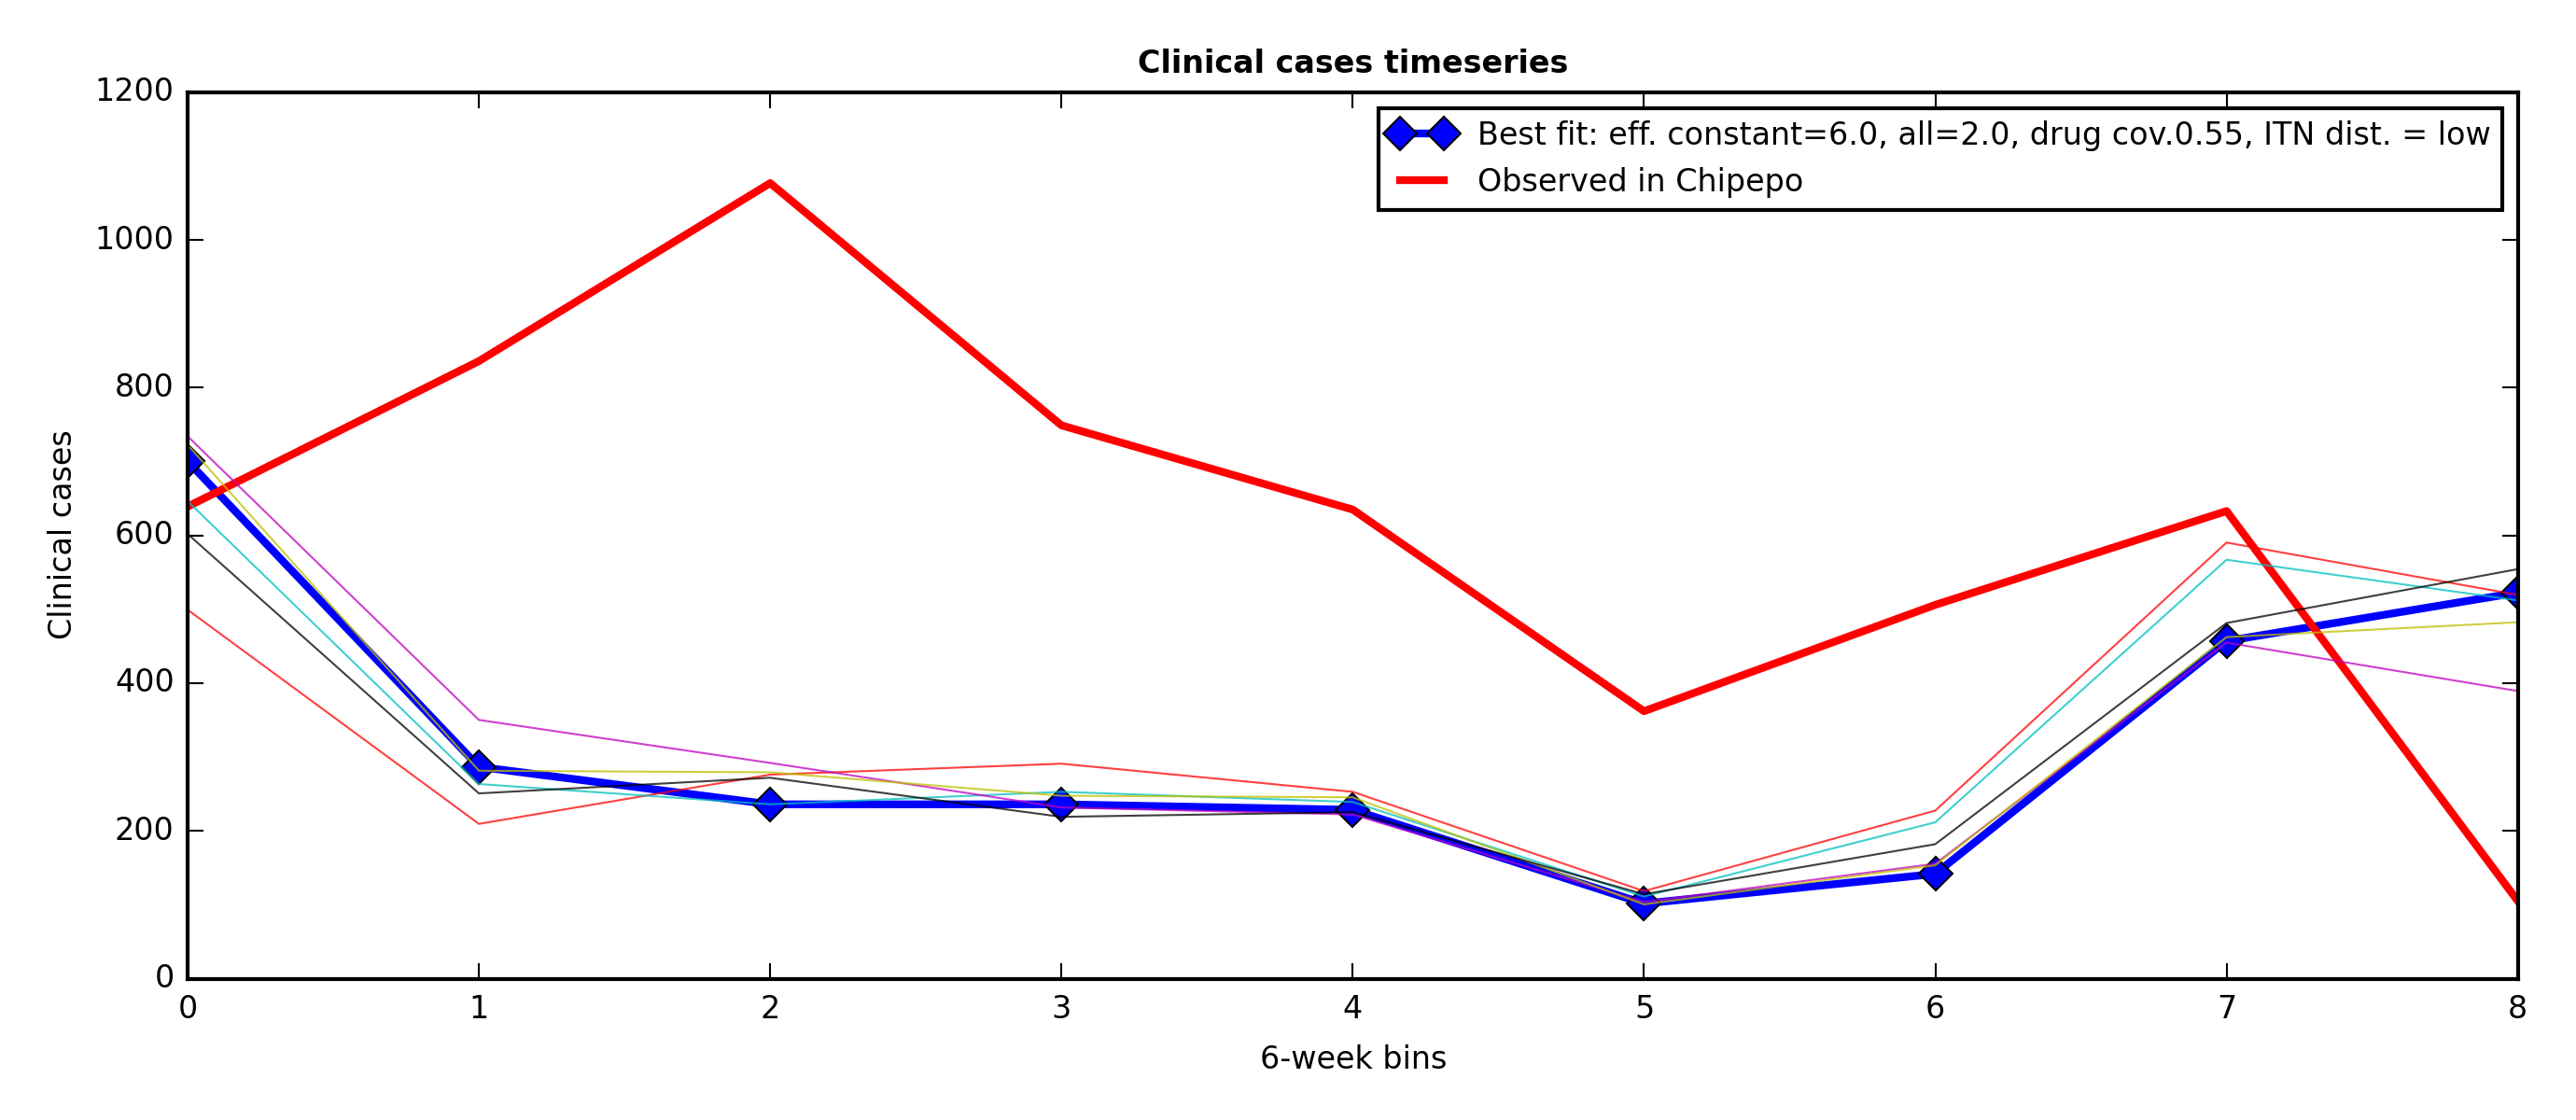 Clinical cases timeseries
1200
1000
800
600
400
200
0
Clinical cases
Best fit: eff. constant=6.0, all=2.0, drug cov.0.55, ITN dist. = low
Observed in Chipepo
0 1 2 3 4 5 6 7 8
6-week bins